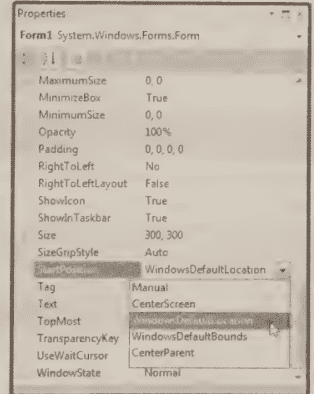 Properties
Form1 System.Windows.Forms.Form
MaximumSize 0, 0
MinimizeBox True
MinimumSize 0, 0
Opacity 100%
Padding 0, 0, 0, 0
RightToLeft No
RightToLeftLayout False
ShowIcon True
ShowInTaskbar True
Size 300, 300
SizeGripStyle Auto
StartPosition WindowsDefaultLocation
Tag Manual
Text CenterScreen
TopMost WindowsDefaultLocation
TransparencyKey WindowsDefaultBounds
UseWaitCursor CenterParent
WindowState Normal